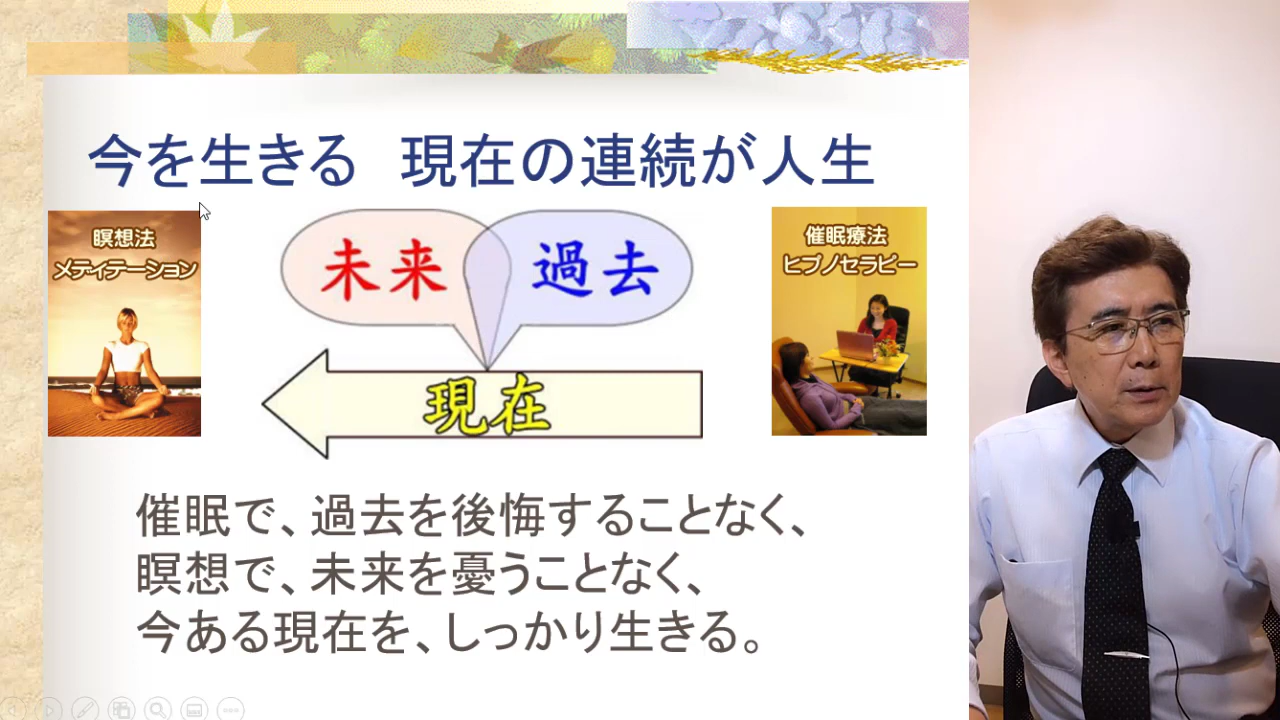 今を生きる　現在の連続が人生
瞑想法
メディテーション
未来
過去
現在
催眠療法
ヒプノセラピー
催眠で、過去を後悔することなく、
瞑想で、未来を憂うことなく、
今ある現在を、しっかり生きる。